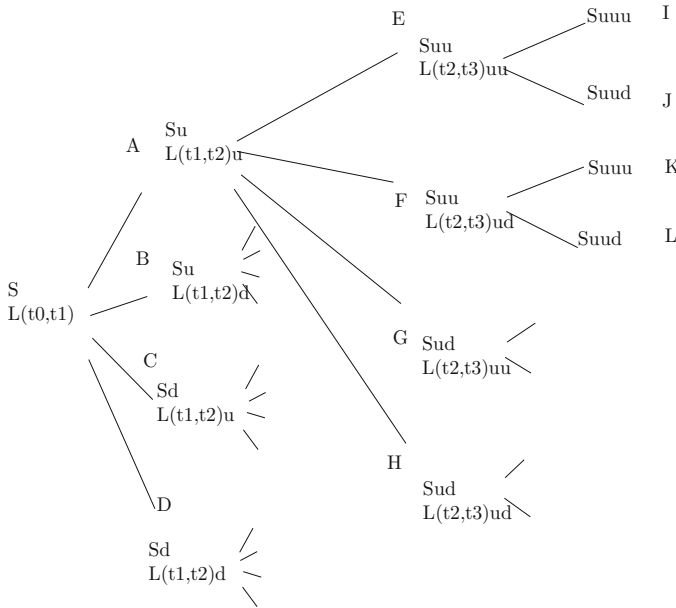 S
L(t0,t1)
A
Su
L(t1,t2)u
B
Su
L(t1,t2)d
C
Sd
L(t1,t2)u
D
Sd
L(t1,t2)d
E
Suu
L(t2,t3)uu
F
Suu
L(t2,t3)ud
G
Sud
L(t2,t3)uu
H
Sud
L(t2,t3)ud
Suuu I
Suud J
Suuu K
Suud L